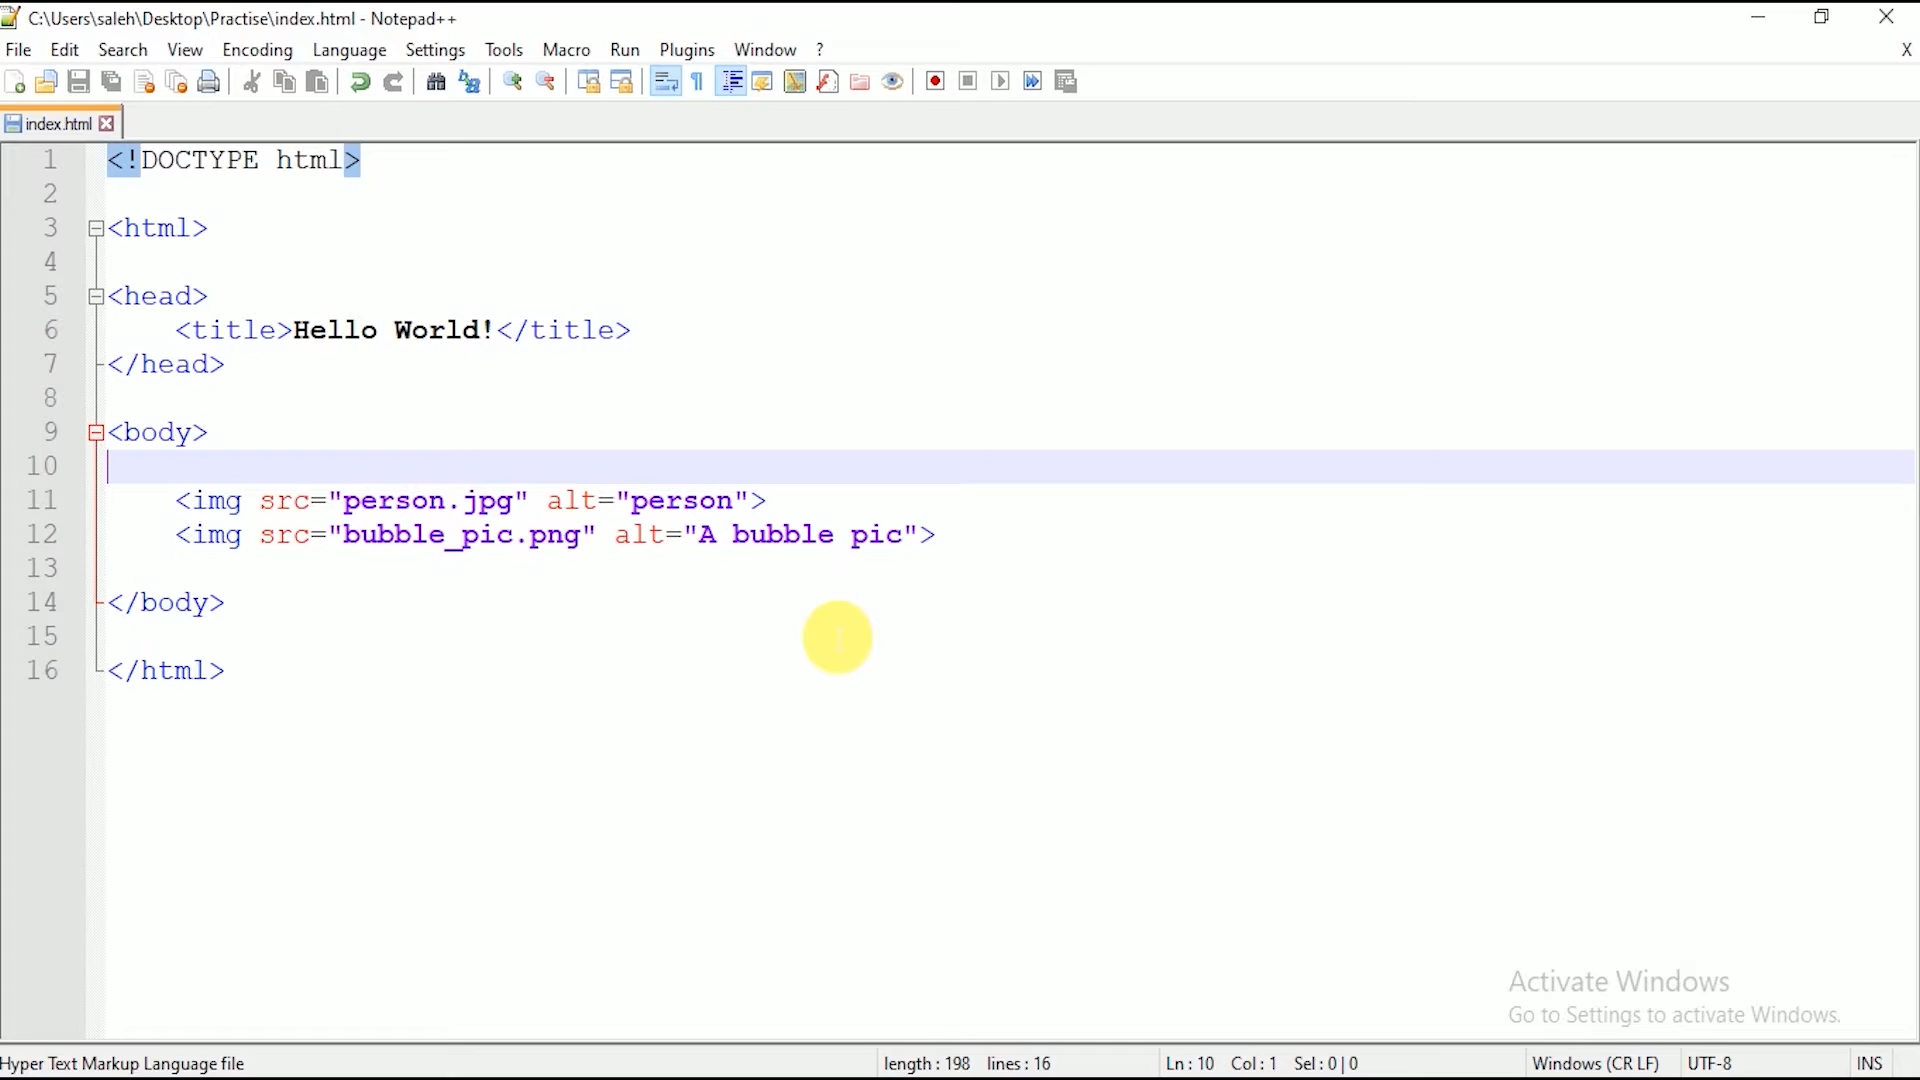 C:\Users\saleh\Desktop\Practise\index.html - Notepad++
File Edit Search View Encoding Language Settings Tools Macro Run Plugins Window ? X
index.html
1 <!DOCTYPE html>
2
3 <html>
4
5 <head>
6 <title>Hello World!</title>
7 </head>
8
9 <body>
10
11 <img src="person.jpg" alt="person">
12 <img src="bubble_pic.png" alt="A bubble pic">
13
14 </body>
15
16 </html>
Activate Windows
Go to Settings to activate Windows.
Hyper Text Markup Language file length : 198 lines : 16 Ln : 10 Col : 1 Sel : 0 | 0 Windows (CR LF) UTF-8 INS